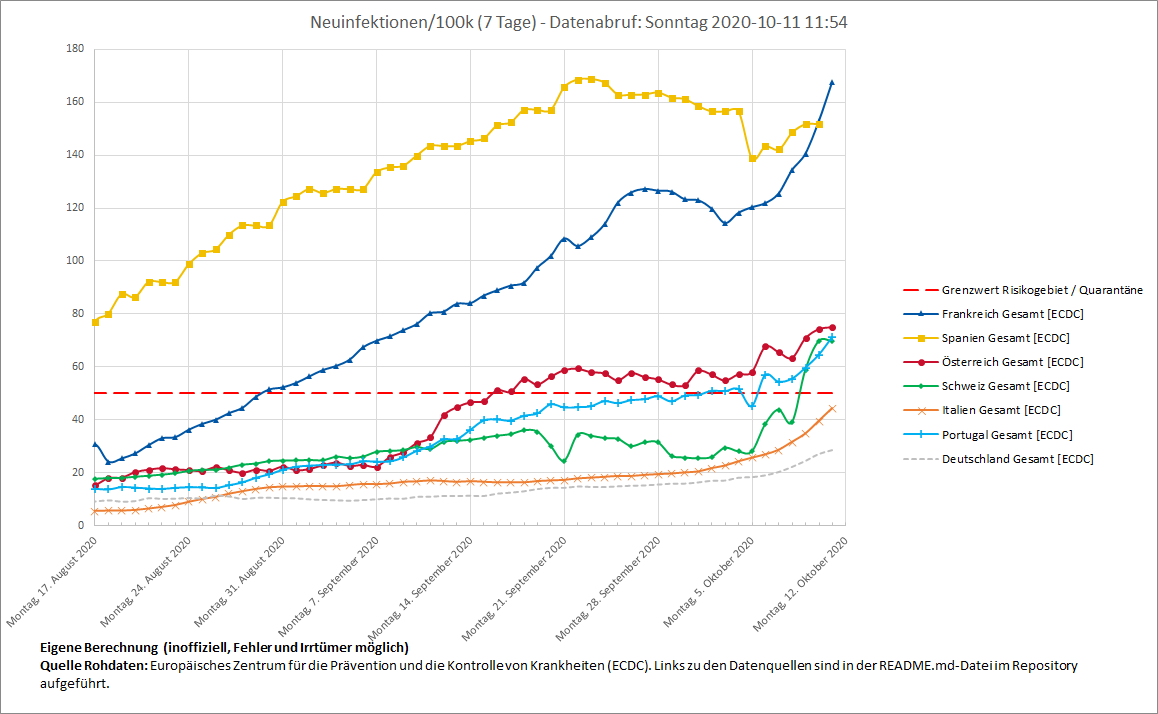 Neuinfektionen/100k (7 Tage) - Datenabruf: Sonntag 2020-10-11 11:54
180
160
140
120
100
80
60
40
20
0
Montag, 17. August 2020
Montag, 24. August 2020
Montag, 31. August 2020
Montag, 7. September 2020
Montag, 14. September 2020
Montag, 21. September 2020
Montag, 28. September 2020
Montag, 5. Oktober 2020
Montag, 12. Oktober 2020
Grenzwert Risikogebiet / Quarantäne
Frankreich Gesamt [ECDC]
Spanien Gesamt [ECDC]
Österreich Gesamt [ECDC]
Schweiz Gesamt [ECDC]
Italien Gesamt [ECDC]
Portugal Gesamt [ECDC]
Deutschland Gesamt [ECDC]
Eigene Berechnung (inoffiziell, Fehler und Irrtümer möglich)
Quelle Rohdaten: Europäisches Zentrum für die Prävention und die Kontrolle von Krankheiten (ECDC). Links zu den Datenquellen sind in der README.md-Datei im Repository
aufgeführt.